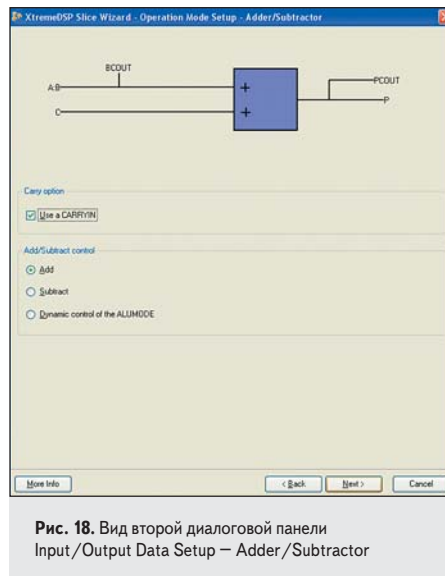 XtremeDSP Slice Wizard - Operation Mode Setup - Adder/Subtractor
BCOUT
A:B
C
+
+
PCOUT
P
Carry option
Use a CARRYIN
Add/Subtract control
Add
Subtract
Dynamic control of the ALUMODE
More Info
< Back
Next >
Cancel
Рис. 18. Вид второй диалоговой панели
Input/Output Data Setup — Adder/Subtractor